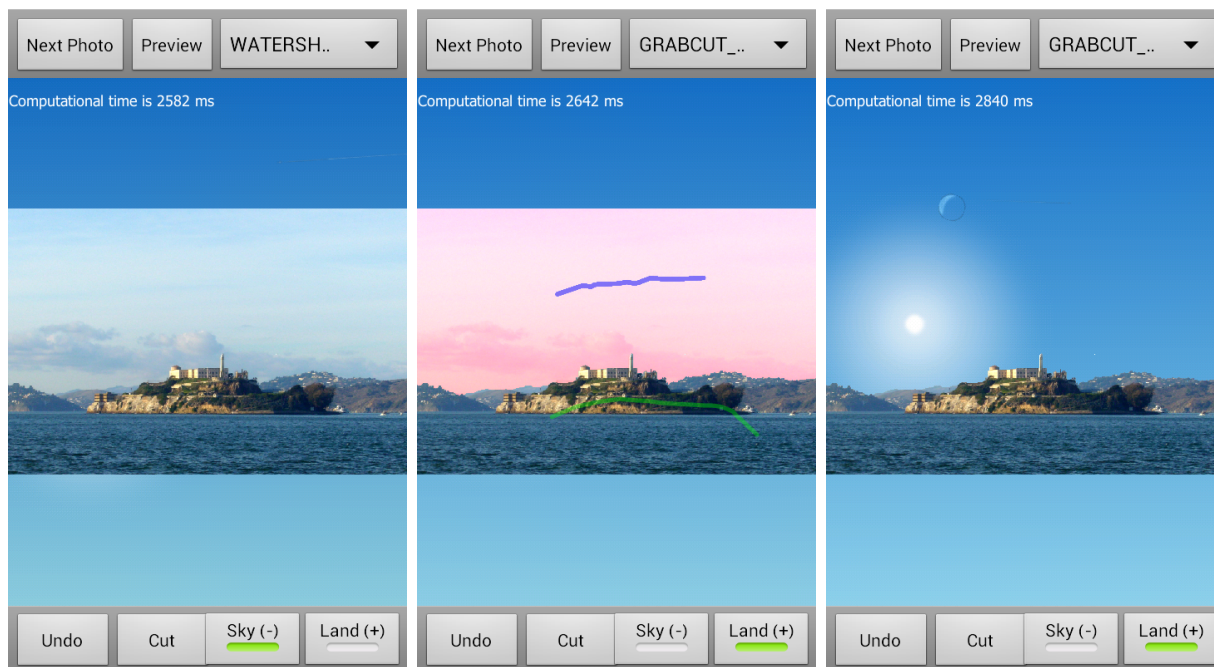 Next Photo Preview WATERSH..
Computational time is 2582 ms
Undo Cut Sky (-) Land (+)
Next Photo Preview GRABCUT_..
Computational time is 2642 ms
Undo Cut Sky (-) Land (+)
Next Photo Preview GRABCUT_..
Computational time is 2840 ms
Undo Cut Sky (-) Land (+)